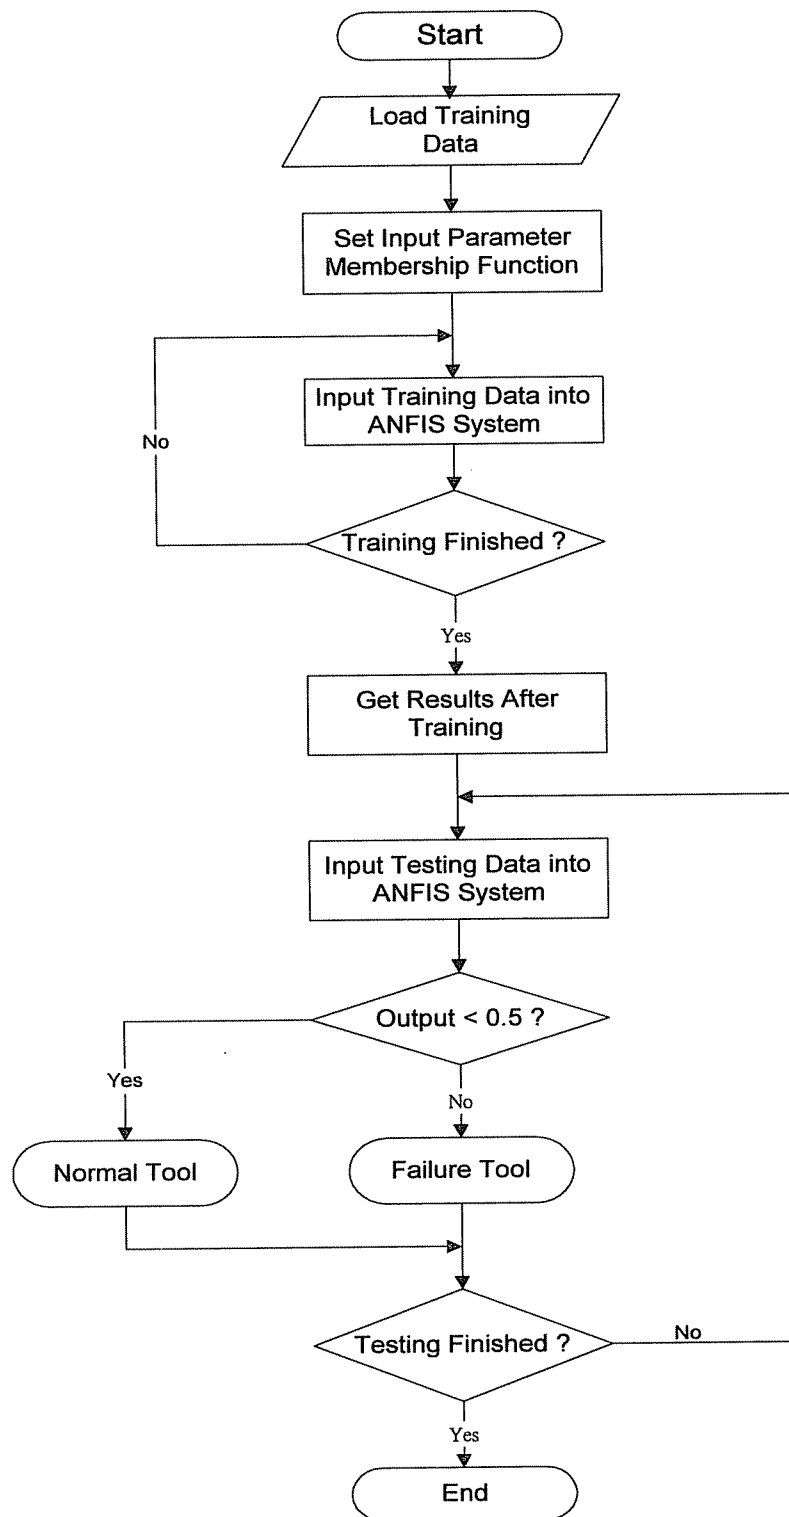 Start
Load Training
Data
Set Input Parameter
Membership Function
Input Training Data into
ANFIS System
No
Training Finished ?
Yes
Get Results After
Training
Input Testing Data into
ANFIS System
Output < 0.5 ?
Yes
No
Normal Tool
Failure Tool
Testing Finished ?
No
Yes
End